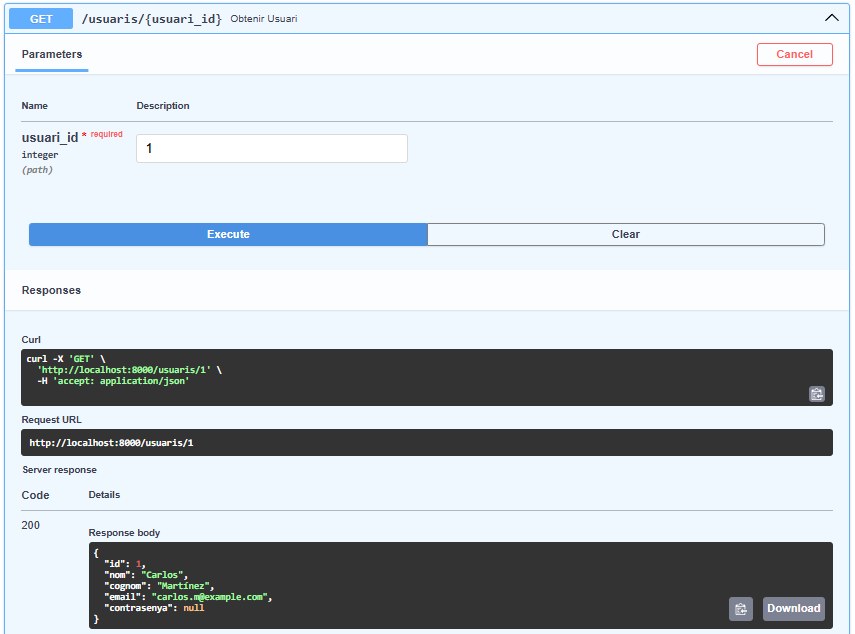 GET /usuaris/{usuari_id} Obtenir Usuari
Parameters
Cancel
Name Description
usuari_id * required
integer
(path)
1
Execute Clear
Responses
Curl
curl -X 'GET' \
  'http://localhost:8000/usuaris/1' \
  -H 'accept: application/json'
Request URL
http://localhost:8000/usuaris/1
Server response
Code Details
200
Response body
{
  "id": 1,
  "nom": "Carlos",
  "cognom": "Martínez",
  "email": "carlos.m@example.com",
  "contrasenya": null
}
Download